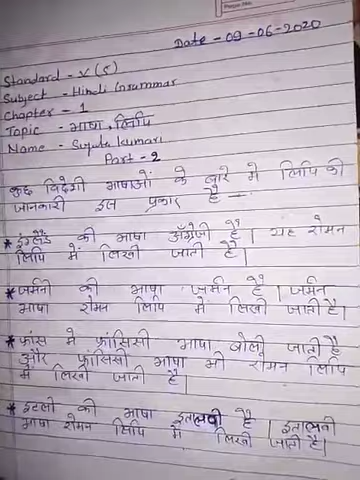 Date - 09-06-2020
Standard - V (5)
Subject - Hindi Grammar
Chapter - 1
Topic - भाषा, लिपि
Name - Sujata Kumari
Part - 2
कुछ विदेशी भाषाओं के बारे में लिपि की
जानकारी इस प्रकार है —
* इंग्लैंड की भाषा अँग्रेजी है। यह रोमन
लिपि में लिखी जाती है।
* जर्मनी की भाषा जर्मन है। जर्मन
भाषा रोमन लिपि में लिखी जाती है।
* फ्रांस में फ्रांसिसी भाषा बोली जाती है
और फ्रांसिसी भाषा भी रोमन लिपि
में लिखी जाती है।
* इटली की भाषा इतालवी है। इतालवी
भाषा रोमन लिपि में लिखी जाती है।